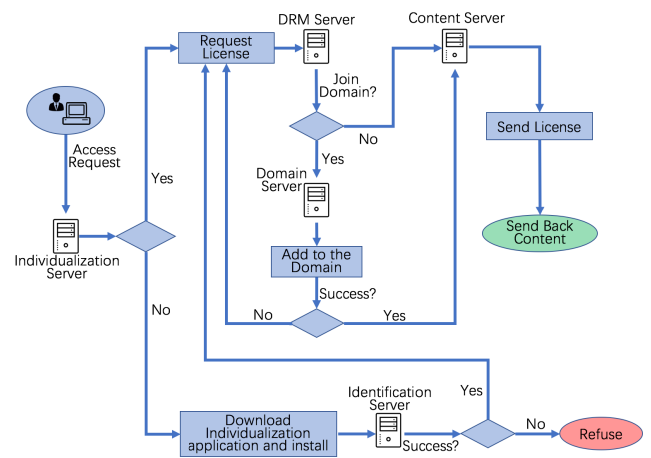 DRM Server
Content Server
Request
License
Join
Domain?
No
Send License
Access
Request
Yes
Yes
Domain
Server
Send Back
Content
Individualization
Server
Add to the
Domain
Success?
No
No
Yes
Identification
Server
Yes
Download
Individualization
application and install
Success?
No
Refuse